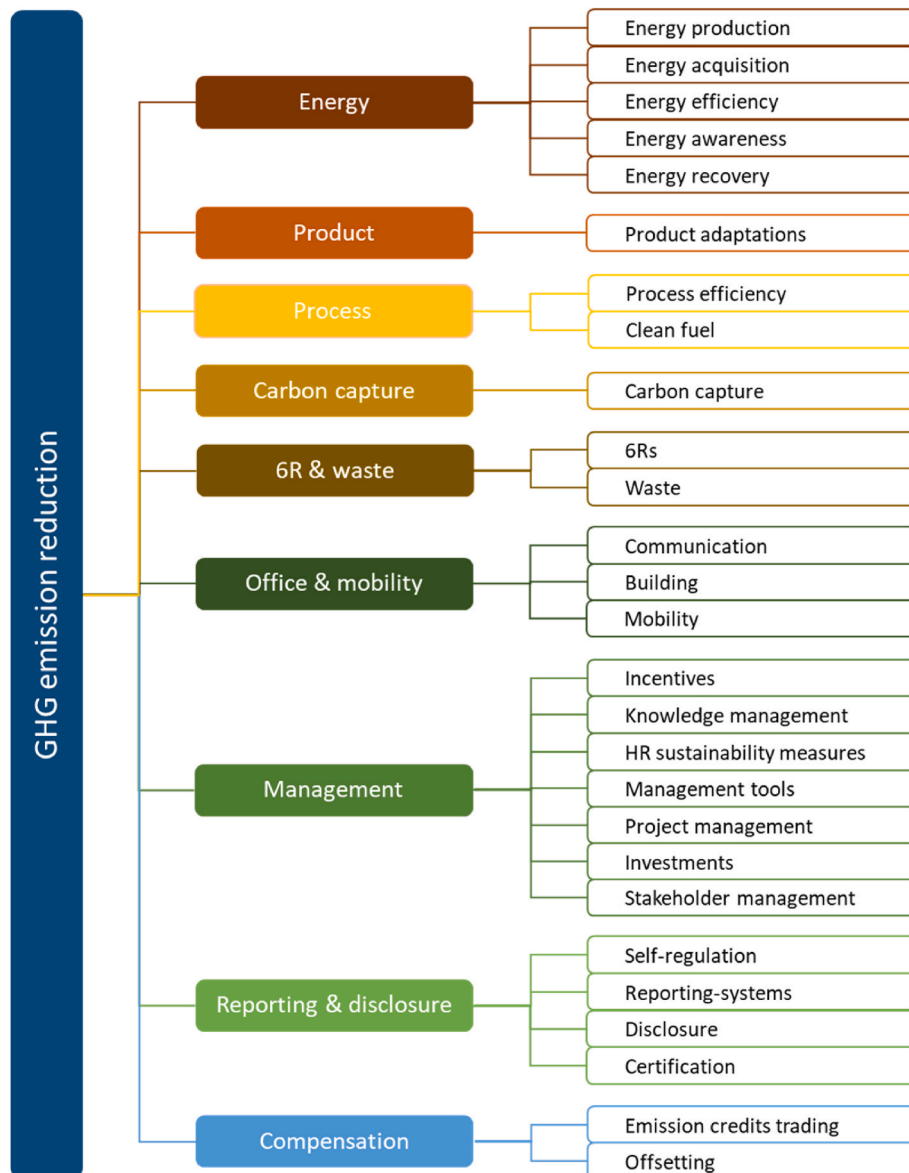 GHG emission reduction
Energy
Energy production
Energy acquisition
Energy efficiency
Energy awareness
Energy recovery
Product
Product adaptations
Process
Process efficiency
Clean fuel
Carbon capture
Carbon capture
6R & waste
6Rs
Waste
Office & mobility
Communication
Building
Mobility
Management
Incentives
Knowledge management
HR sustainability measures
Management tools
Project management
Investments
Stakeholder management
Reporting & disclosure
Self-regulation
Reporting-systems
Disclosure
Certification
Compensation
Emission credits trading
Offsetting